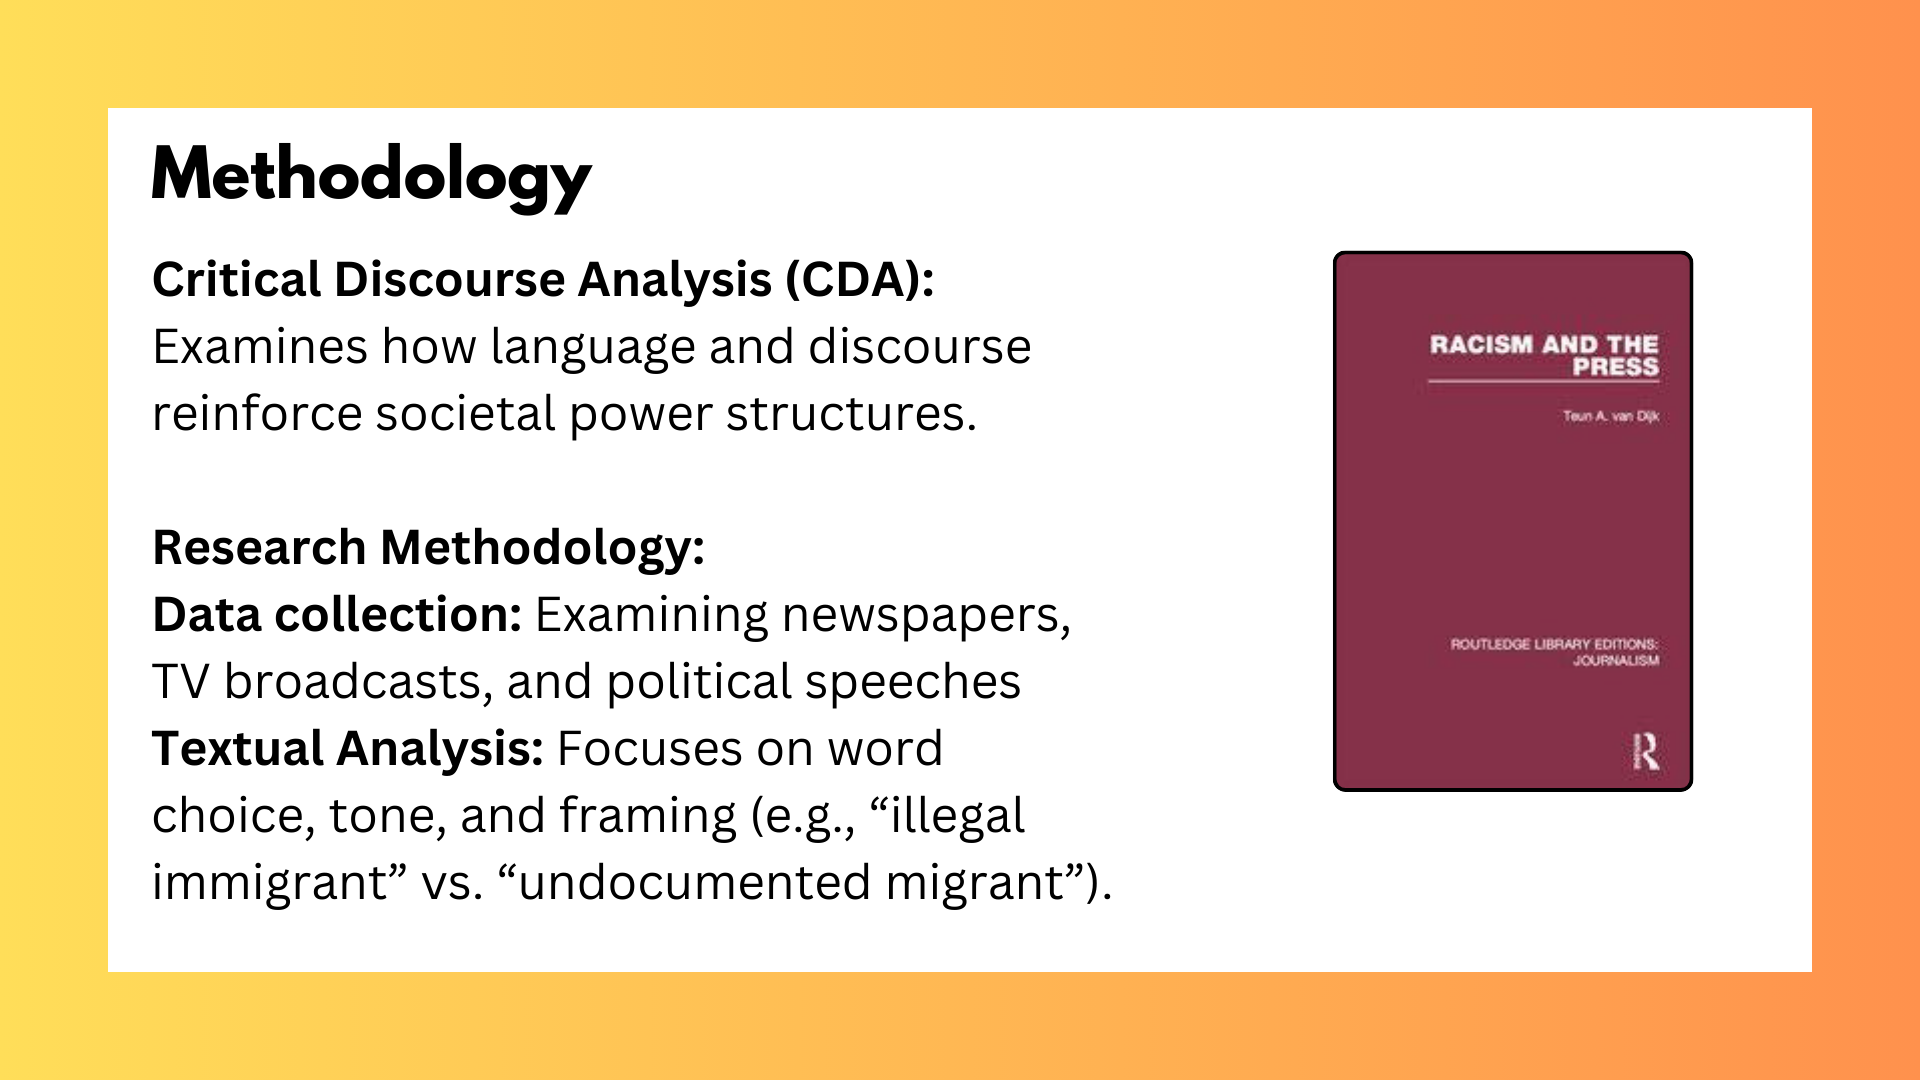 Methodology
Critical Discourse Analysis (CDA):
Examines how language and discourse
reinforce societal power structures.
Research Methodology:
Data collection: Examining newspapers,
TV broadcasts, and political speeches
Textual Analysis: Focuses on word
choice, tone, and framing (e.g., “illegal
immigrant” vs. “undocumented migrant”).
RACISM AND THE
PRESS
Teun A. van Dijk
ROUTLEDGE LIBRARY EDITIONS:
JOURNALISM